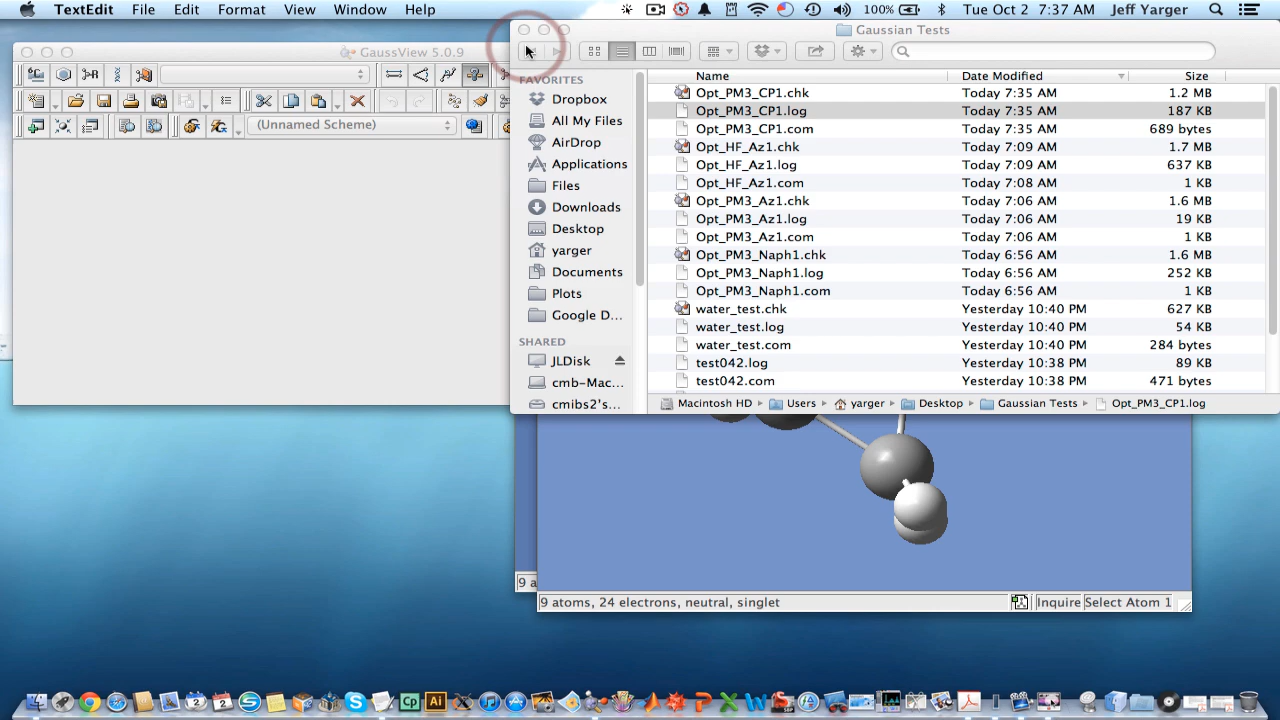 TextEdit File Edit Format View Window Help 100% Tue Oct 2 7:37 AM Jeff Yarger
GaussView 5.0.9
(Unnamed Scheme)
Gaussian Tests
FAVORITES
Dropbox
All My Files
AirDrop
Applications
Files
Downloads
Desktop
yarger
Documents
Plots
Google D...
SHARED
JLDisk
cmb-Mac...
cmibs2's...
Name Date Modified Size
Opt_PM3_CP1.chk Today 7:35 AM 1.2 MB
Opt_PM3_CP1.log Today 7:35 AM 187 KB
Opt_PM3_CP1.com Today 7:35 AM 689 bytes
Opt_HF_Az1.chk Today 7:09 AM 1.7 MB
Opt_HF_Az1.log Today 7:09 AM 637 KB
Opt_HF_Az1.com Today 7:08 AM 1 KB
Opt_PM3_Az1.chk Today 7:06 AM 1.6 MB
Opt_PM3_Az1.log Today 7:06 AM 19 KB
Opt_PM3_Az1.com Today 7:06 AM 1 KB
Opt_PM3_Naph1.chk Today 6:56 AM 1.6 MB
Opt_PM3_Naph1.log Today 6:56 AM 252 KB
Opt_PM3_Naph1.com Today 6:56 AM 1 KB
water_test.chk Yesterday 10:40 PM 627 KB
water_test.log Yesterday 10:40 PM 54 KB
water_test.com Yesterday 10:40 PM 284 bytes
test042.log Yesterday 10:38 PM 89 KB
test042.com Yesterday 10:38 PM 471 bytes
Macintosh HD Users yarger Desktop Gaussian Tests Opt_PM3_CP1.log
9 a
9 atoms, 24 electrons, neutral, singlet Inquire Select Atom 1